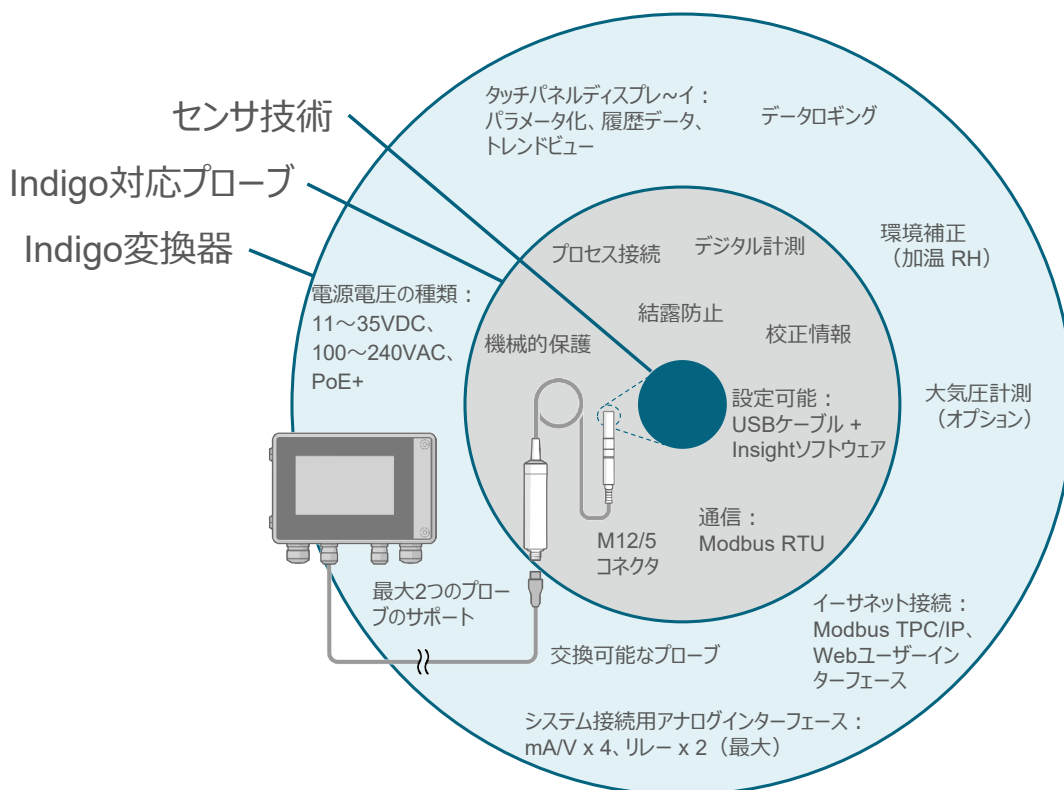 センサ技術
Indigo対応プローブ
Indigo変換器
タッチパネルディスプレ~イ：
パラメータ化、履歴データ、
トレンドビュー
データロギング
環境補正
（加温 RH）
大気圧計測
（オプション）
電源電圧の種類：
11～35VDC、
100～240VAC、
PoE+
プロセス接続
デジタル計測
結露防止
機械的保護
校正情報
設定可能：
USBケーブル +
Insightソフトウェア
通信：
Modbus RTU
M12/5
コネクタ
最大2つのプロー
ブのサポート
交換可能なプローブ
イーサネット接続：
Modbus TPC/IP、
Webユーザーイン
ターフェース
システム接続用アナログインターフェース：
mA/V x 4、リレー x 2（最大）